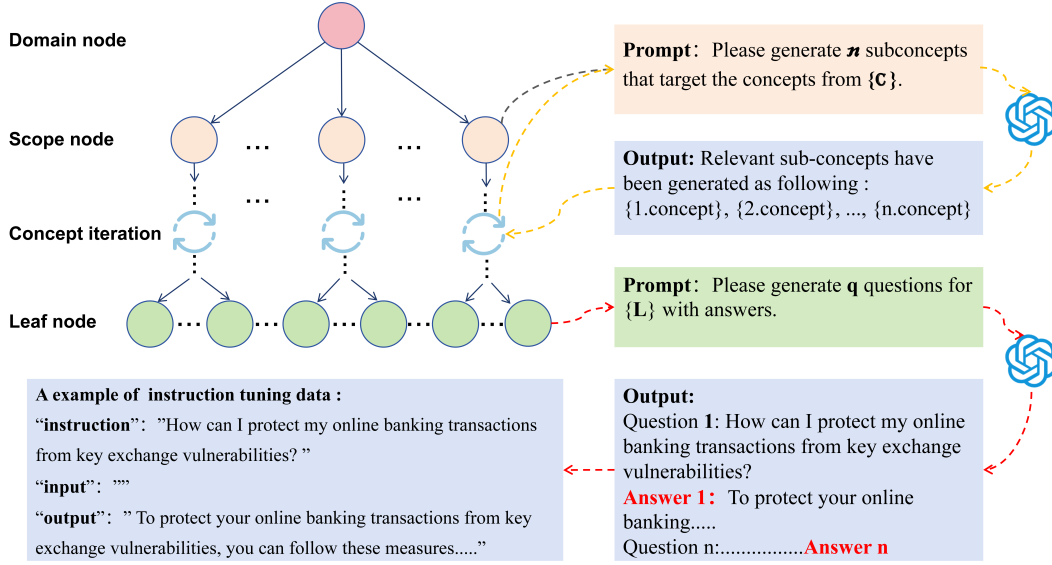 Domain node
Scope node
Concept iteration
Leaf node
... ...
... ...
... ... ... ... ...
Prompt： Please generate n subconcepts
that target the concepts from {C}.
Output: Relevant sub-concepts have
been generated as following :
{1.concept}, {2.concept}, ..., {n.concept}
Prompt： Please generate q questions for
{L} with answers.
Output:
Question 1: How can I protect my online
banking transactions from key exchange
vulnerabilities?
Answer 1： To protect your online
banking.....
Question n:................Answer n
A example of instruction tuning data :
“instruction”： ”How can I protect my online banking transactions
from key exchange vulnerabilities? ”
“input”： ””
“output”： ” To protect your online banking transactions from key
exchange vulnerabilities, you can follow these measures.....”